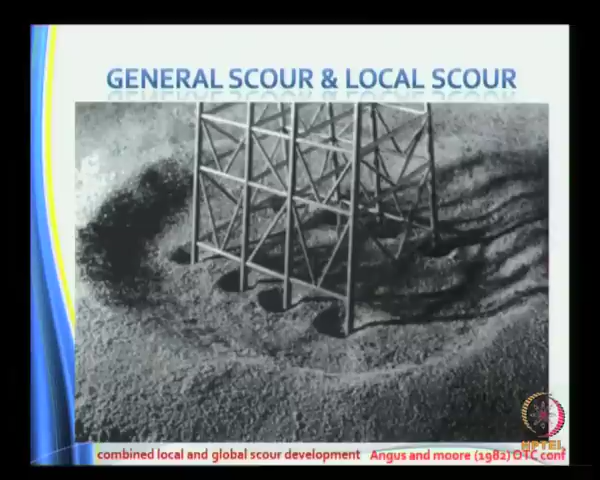 GENERAL SCOUR & LOCAL SCOUR
combined local and global scour development
Angus and moore (1982) OTC conf
NPTEL